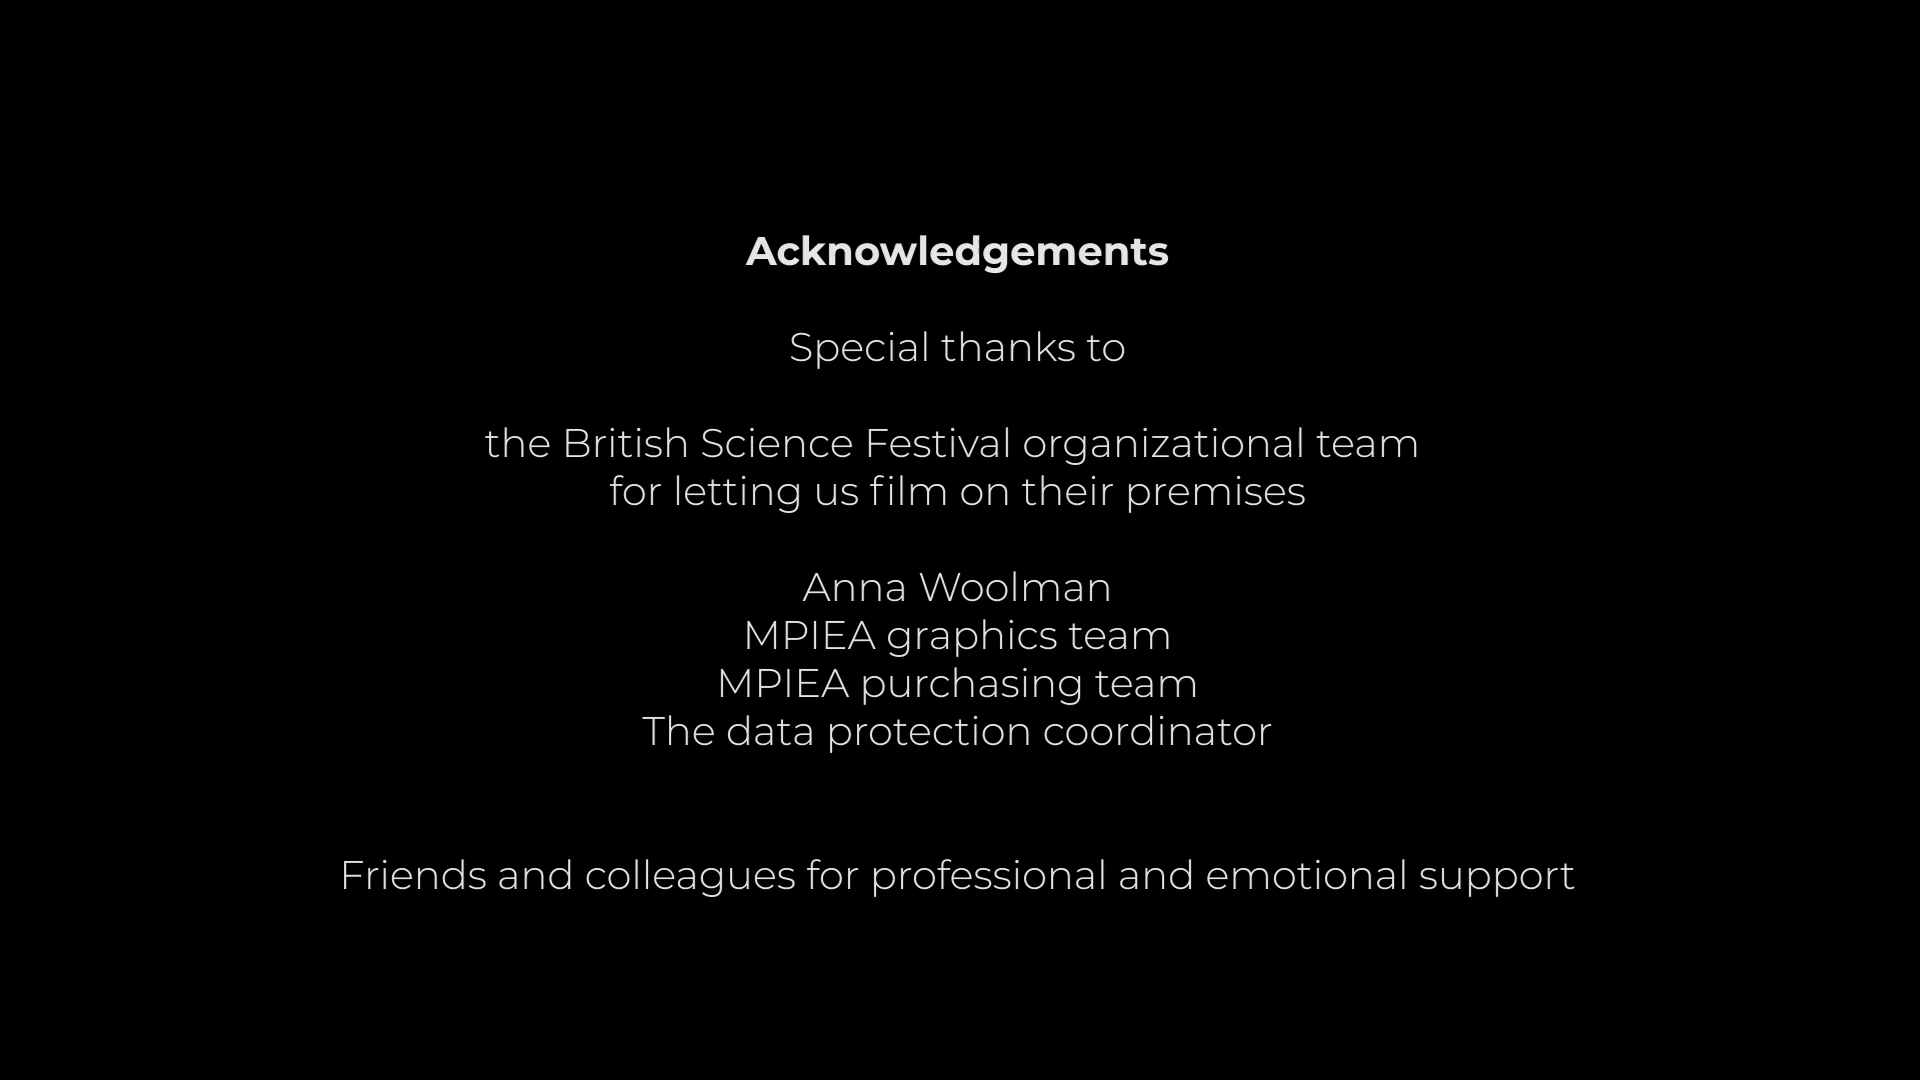 Acknowledgements
Special thanks to
the British Science Festival organizational team
for letting us film on their premises
Anna Woolman
MPIEA graphics team
MPIEA purchasing team
The data protection coordinator
Friends and colleagues for professional and emotional support